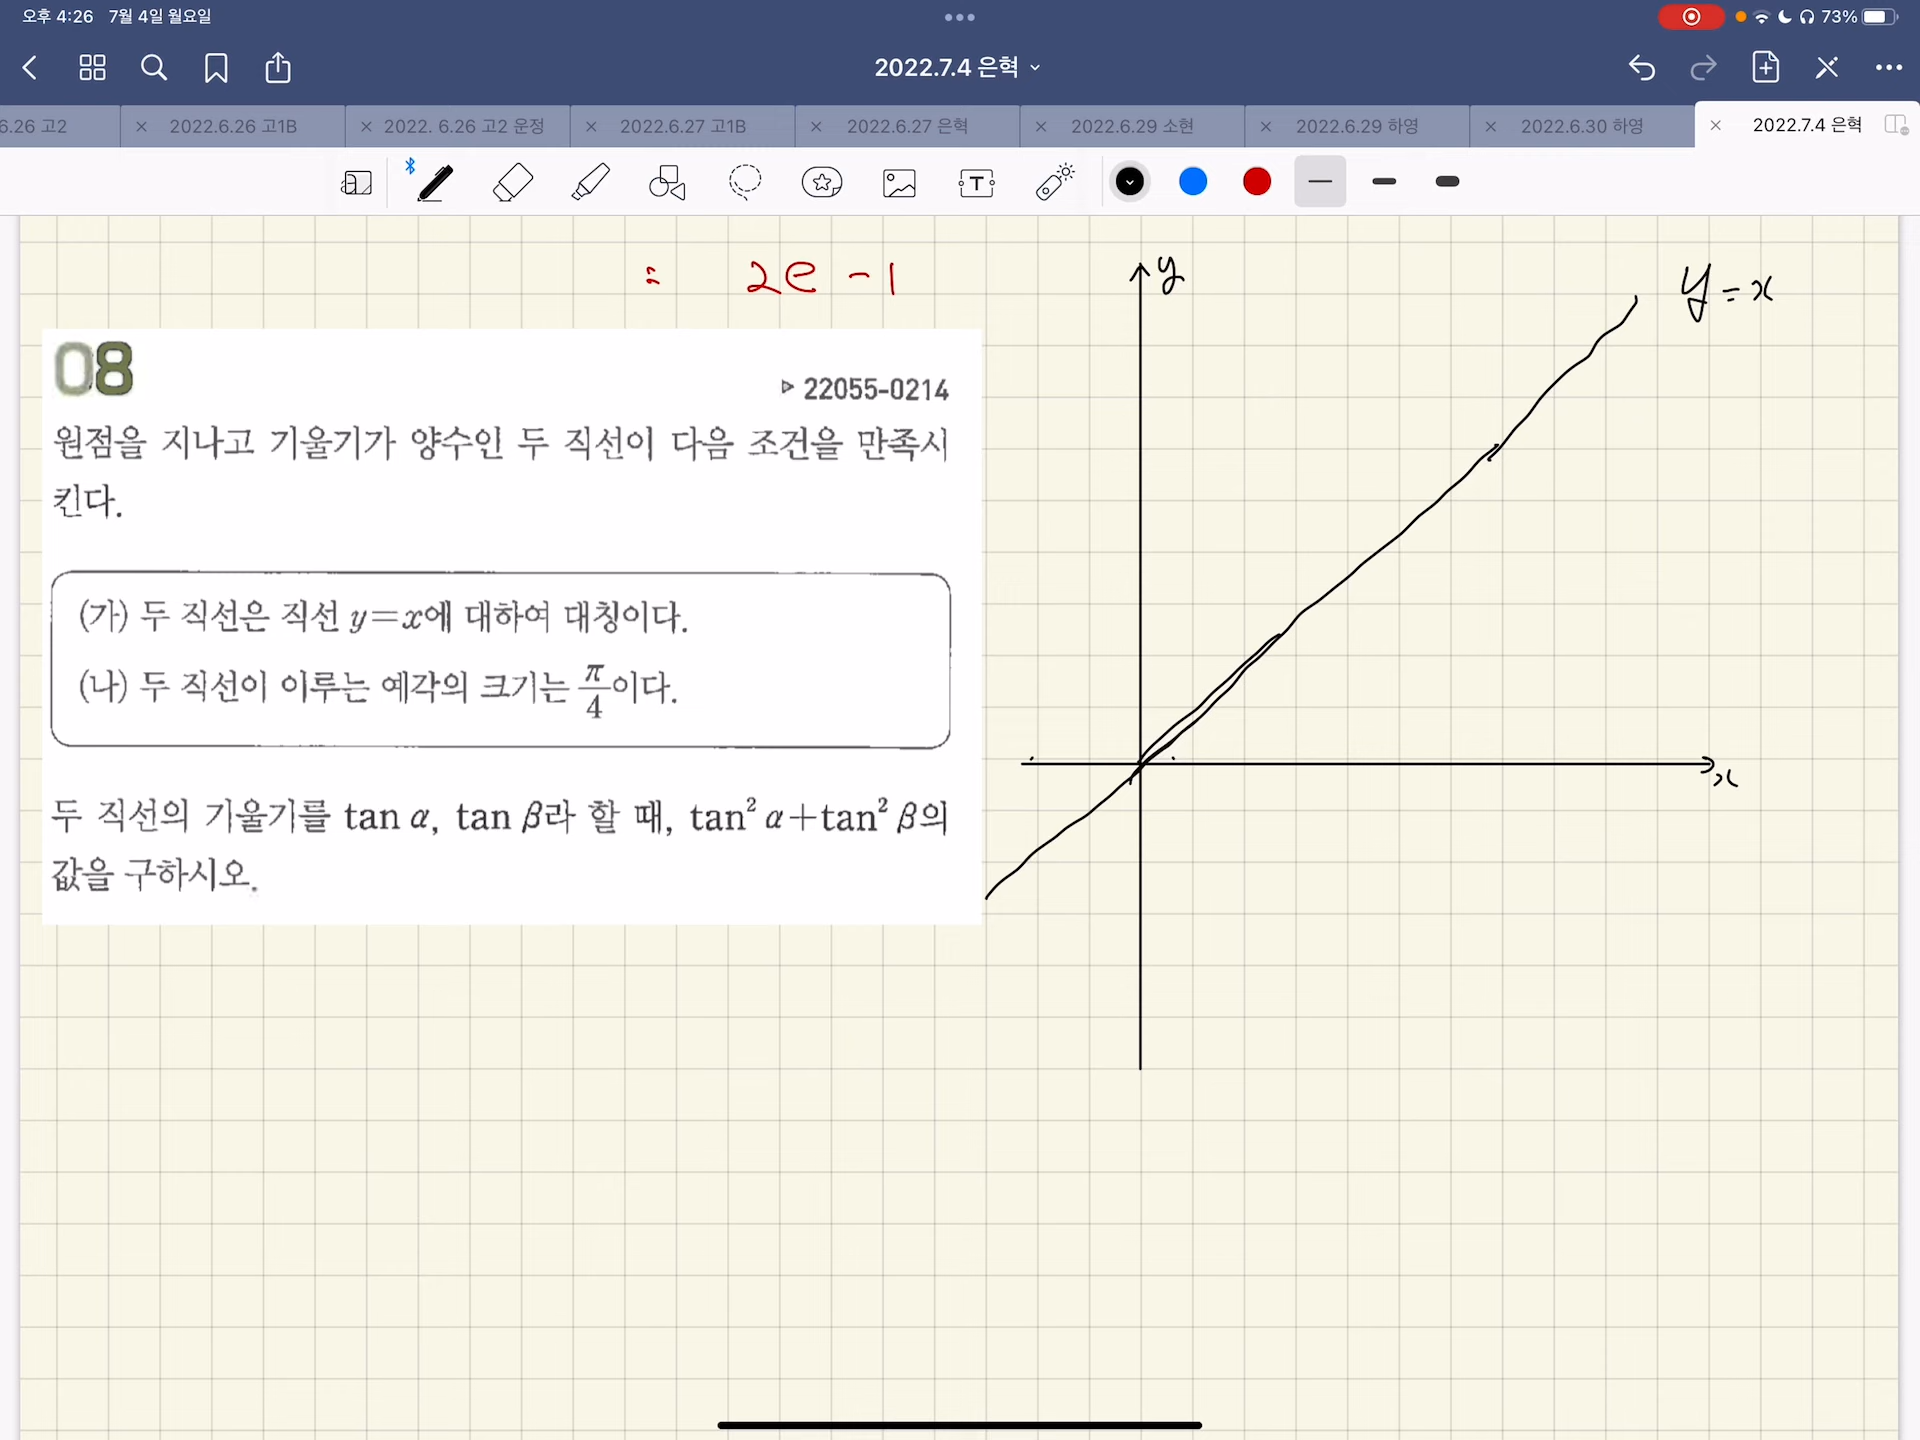 오후 4:26 7월 4일 월요일
73%
2022.7.4 은혁
6.26 고2
2022.6.26 고1B
2022. 6.26 고2 운정
2022.6.27 고1B
2022.6.27 은혁
2022.6.29 소현
2022.6.29 하영
2022.6.30 하영
2022.7.4 은혁
= 2e - 1
y
y = x
08
▷ 22055-0214
원점을 지나고 기울기가 양수인 두 직선이 다음 조건을 만족시
킨다.
(가) 두 직선은 직선 y=x에 대하여 대칭이다.
(나) 두 직선이 이루는 예각의 크기는 π/4이다.
x
두 직선의 기울기를 tan α, tan β라 할 때, tan² α+tan² β의
값을 구하시오.